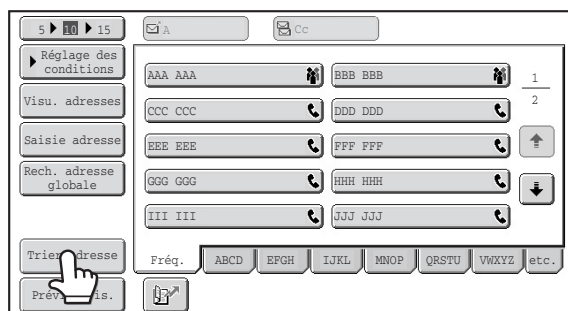 5 10 15
A
Cc
Réglage des
conditions
Visu. adresses
Saisie adresse
Rech. adresse
globale
AAA AAA
BBB BBB
CCC CCC
DDD DDD
EEE EEE
FFF FFF
GGG GGG
HHH HHH
III III
JJJ JJJ
1
2
Trier
dresse
Fréq.
ABCD
EFGH
IJKL
MNOP
QRSTU
VWXYZ
etc.